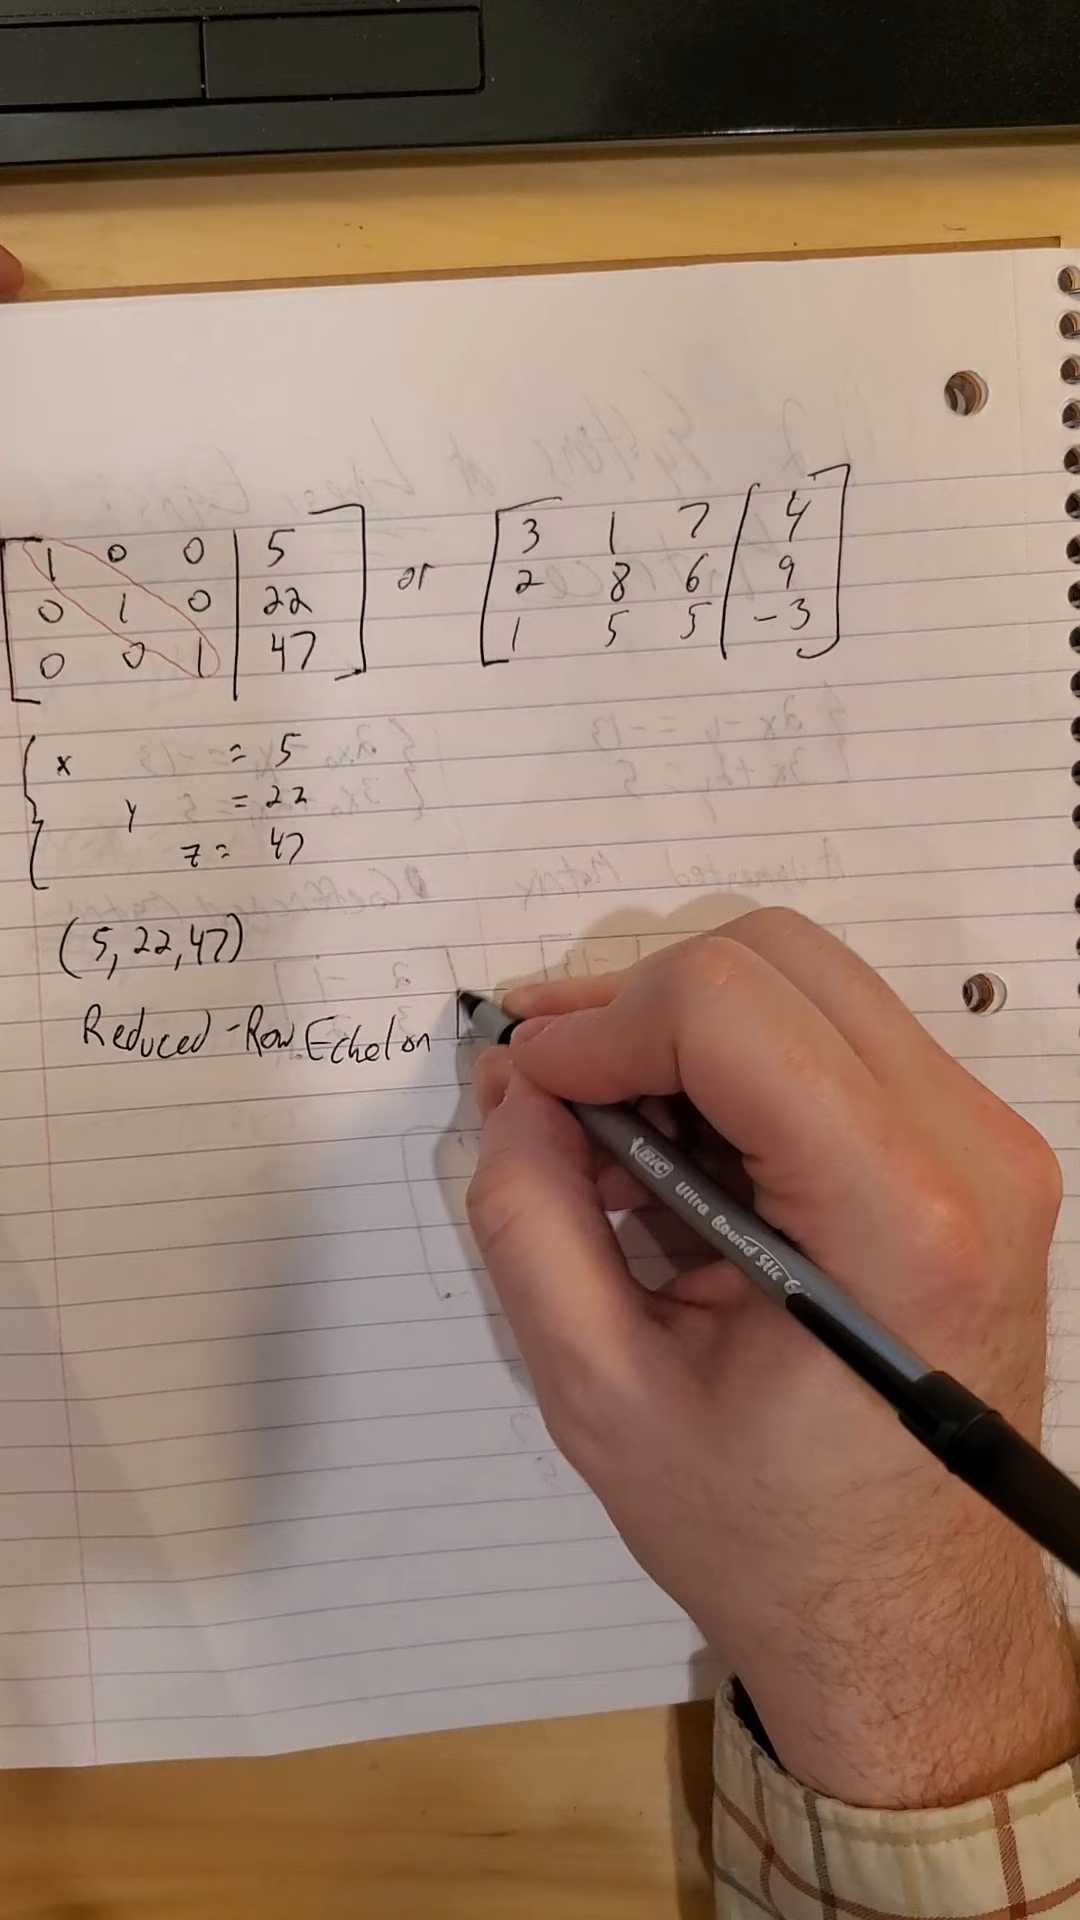 1 0 0 | 5
0 1 0 | 22
0 0 1 | 47
or
3 1 7 | 4
2 8 6 | 9
1 5 5 | -3
x = 5
y = 22
z = 47
(5, 22, 47)
Reduced-Row Echelon
BIC Ultra Round Stic